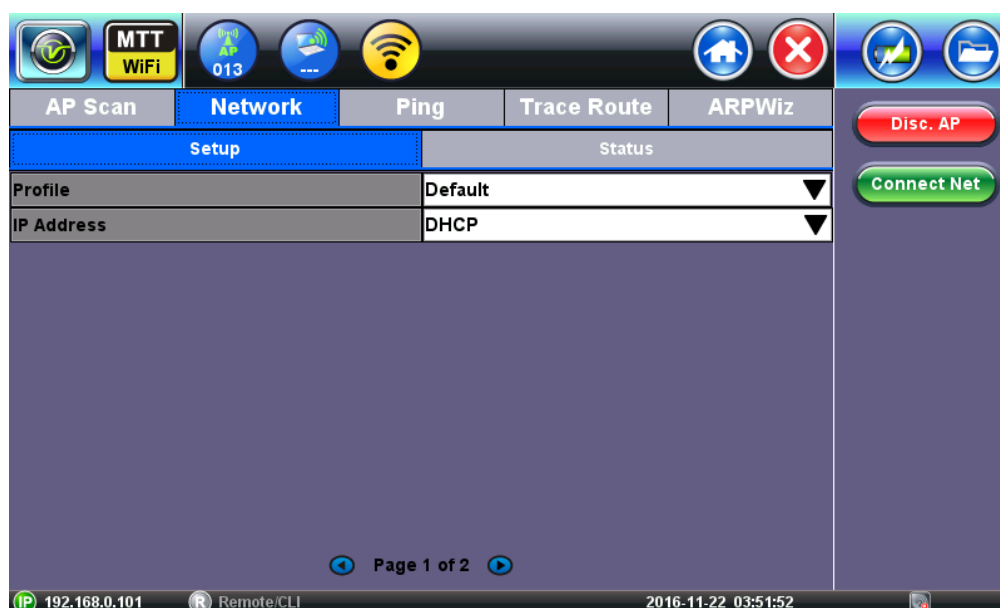 MTT
WiFi
AP
013
---
AP Scan
Network
Ping
Trace Route
ARPWiz
Setup
Status
Profile
Default
IP Address
DHCP
Disc. AP
Connect Net
Page 1 of 2
IP 192.168.0.101
R Remote/CLI
2016-11-22 03:51:52